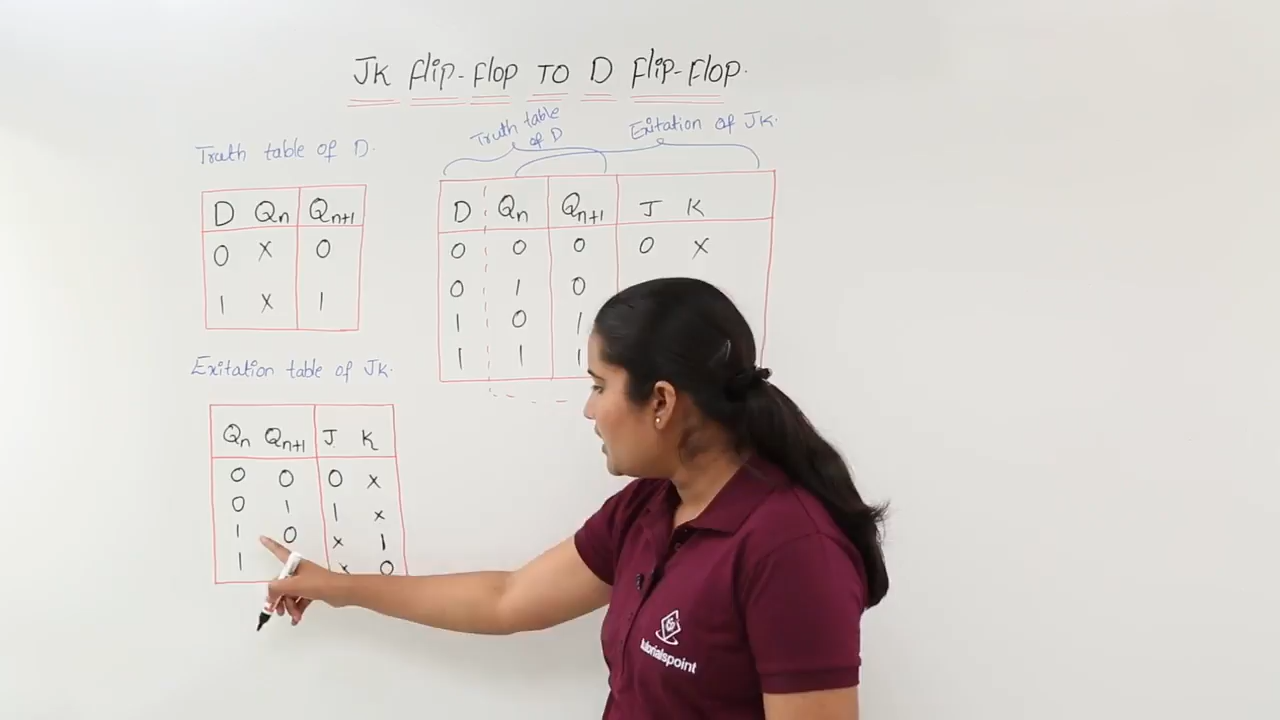 JK flip-flop TO D flip-flop.
Truth table of D.
D Qn Qn+1
0 x 0
1 x 1
Exitation table of JK.
Qn Qn+1 J K
0 0 0 x
0 1 1 x
1 0 x 1
1 x 0
Truth table
of D
Exitation of JK.
D Qn Qn+1 J K
0 0 0 0 x
0 1 0
1 0 1
1 1 1
tutorialspoint